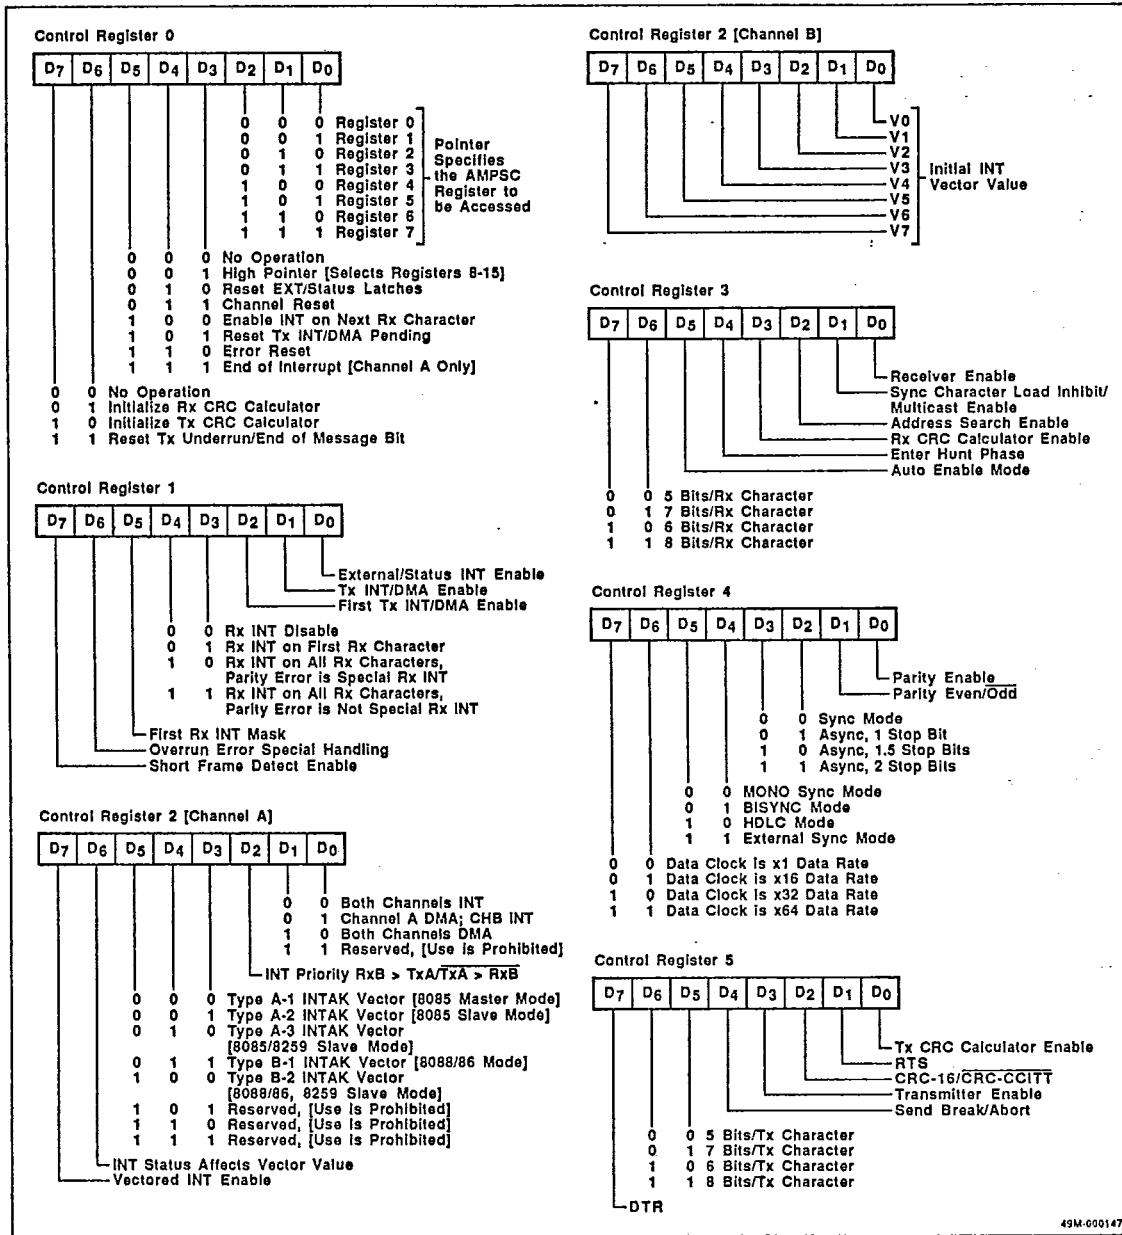 Control Register 0
D7 D6 D5 D4 D3 D2 D1 D0
0 0 0 Register 0
0 0 1 Register 1
0 1 0 Register 2
0 1 1 Register 3
1 0 0 Register 4
1 0 1 Register 5
1 1 0 Register 6
1 1 1 Register 7
Pointer
Specifies
the AMPSC
Register to
be Accessed
0 0 0 No Operation
0 0 1 High Pointer [Selects Registers 8-15]
0 1 0 Reset EXT/Status Latches
0 1 1 Channel Reset
1 0 0 Enable INT on Next Rx Character
1 0 1 Reset Tx INT/DMA Pending
1 1 0 Error Reset
1 1 1 End of Interrupt [Channel A Only]
0 0 No Operation
0 1 Initialize Rx CRC Calculator
1 0 Initialize Tx CRC Calculator
1 1 Reset Tx Underrun/End of Message Bit
Control Register 1
D7 D6 D5 D4 D3 D2 D1 D0
External/Status INT Enable
Tx INT/DMA Enable
First Tx INT/DMA Enable
0 0 Rx INT Disable
0 1 Rx INT on First Rx Character
1 0 Rx INT on All Rx Characters,
Parity Error is Special Rx INT
1 1 Rx INT on All Rx Characters,
Parity Error is Not Special Rx INT
First Rx INT Mask
Overrun Error Special Handling
Short Frame Detect Enable
Control Register 2 [Channel A]
D7 D6 D5 D4 D3 D2 D1 D0
0 0 Both Channels INT
0 1 Channel A DMA; CHB INT
1 0 Both Channels DMA
1 1 Reserved, [Use is Prohibited]
INT Priority RxB > TxA/TxA > RxB
0 0 0 Type A-1 INTAK Vector [8085 Master Mode]
0 0 1 Type A-2 INTAK Vector [8085 Slave Mode]
0 1 0 Type A-3 INTAK Vector
[8085/8259 Slave Mode]
0 1 1 Type B-1 INTAK Vector [8088/86 Mode]
1 0 0 Type B-2 INTAK Vector
[8088/86, 8259 Slave Mode]
1 0 1 Reserved, [Use is Prohibited]
1 1 0 Reserved, [Use is Prohibited]
1 1 1 Reserved, [Use is Prohibited]
INT Status Affects Vector Value
Vectored INT Enable
Control Register 2 [Channel B]
D7 D6 D5 D4 D3 D2 D1 D0
V0
V1
V2
V3
V4
V5
V6
V7
Initial INT
Vector Value
Control Register 3
D7 D6 D5 D4 D3 D2 D1 D0
Receiver Enable
Sync Character Load Inhibit/
Multicast Enable
Address Search Enable
Rx CRC Calculator Enable
Enter Hunt Phase
Auto Enable Mode
0 0 5 Bits/Rx Character
0 1 7 Bits/Rx Character
1 0 6 Bits/Rx Character
1 1 8 Bits/Rx Character
Control Register 4
D7 D6 D5 D4 D3 D2 D1 D0
Parity Enable
Parity Even/Odd
0 0 Sync Mode
0 1 Async, 1 Stop Bit
1 0 Async, 1.5 Stop Bits
1 1 Async, 2 Stop Bits
0 0 MONO Sync Mode
0 1 BISYNC Mode
1 0 HDLC Mode
1 1 External Sync Mode
0 0 Data Clock is x1 Data Rate
0 1 Data Clock is x16 Data Rate
1 0 Data Clock is x32 Data Rate
1 1 Data Clock is x64 Data Rate
Control Register 5
D7 D6 D5 D4 D3 D2 D1 D0
Tx CRC Calculator Enable
RTS
CRC-16/CRC-CCITT
Transmitter Enable
Send Break/Abort
0 0 5 Bits/Tx Character
0 1 7 Bits/Tx Character
1 0 6 Bits/Tx Character
1 1 8 Bits/Tx Character
DTR
49M-000147